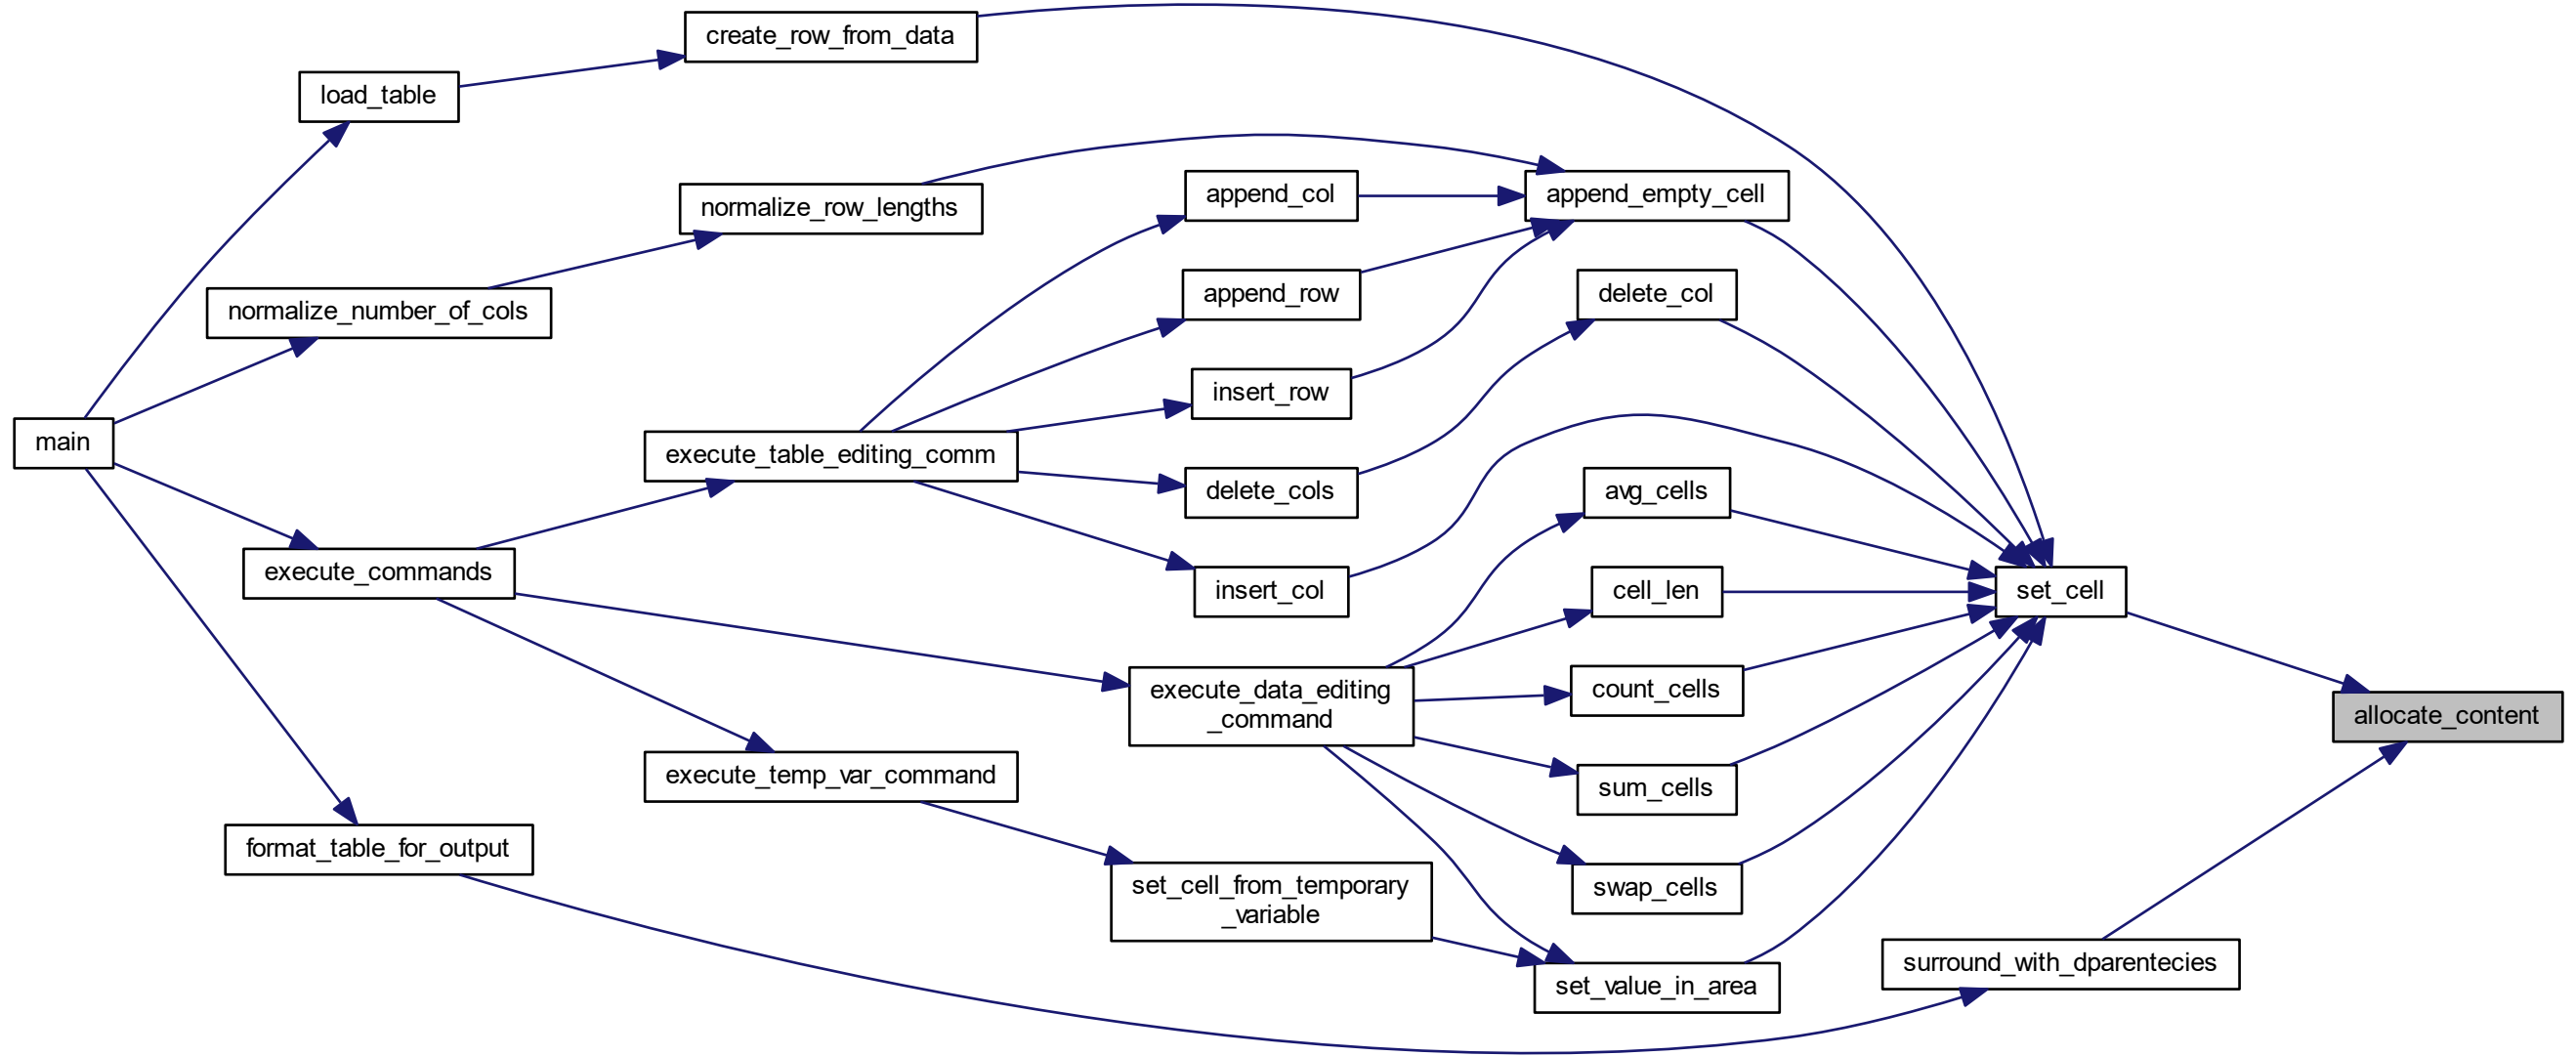 create_row_from_data
load_table
append_empty_cell
append_col
normalize_row_lengths
append_row
delete_col
normalize_number_of_cols
insert_row
main
execute_table_editing_comm
delete_cols
avg_cells
execute_commands
insert_col
cell_len
set_cell
execute_data_editing
_command
count_cells
allocate_content
execute_temp_var_command
sum_cells
format_table_for_output
set_cell_from_temporary
_variable
swap_cells
surround_with_dparentecies
set_value_in_area